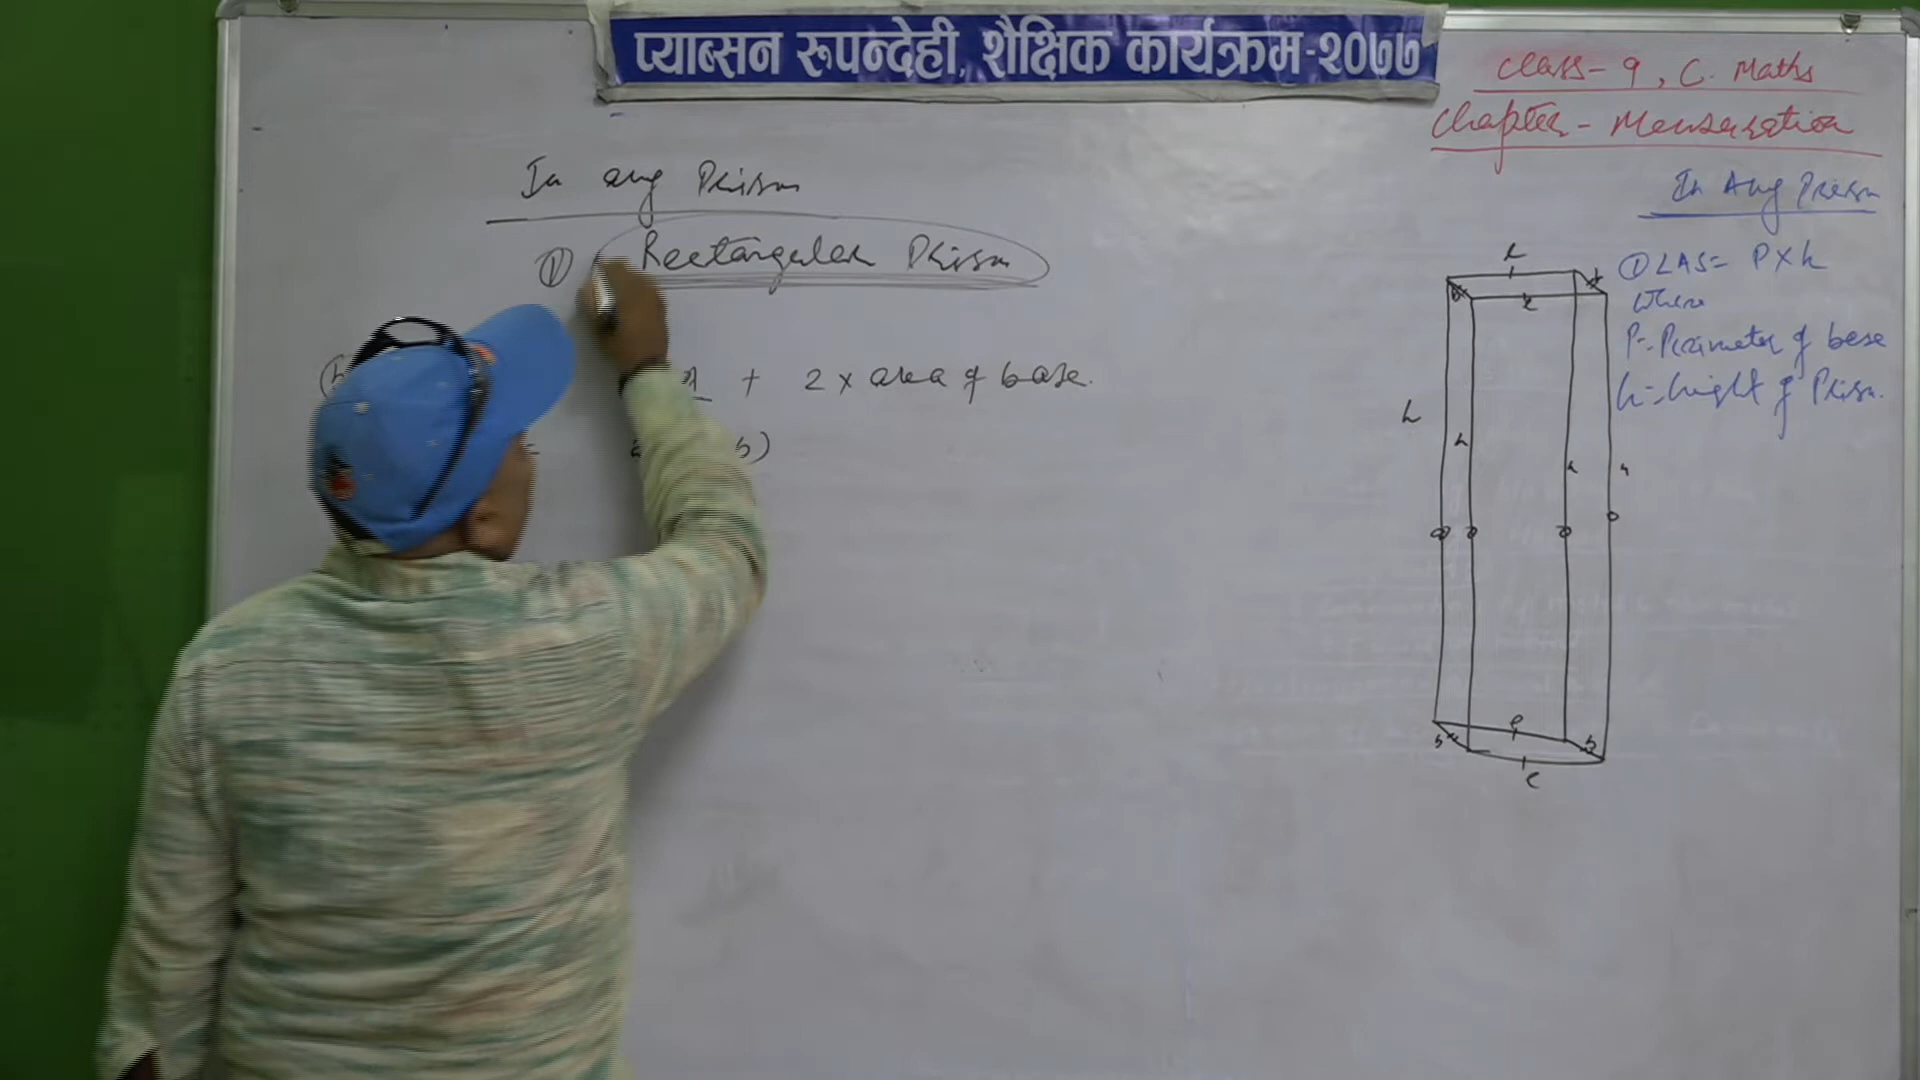 प्याब्सन रूपन्देही, शैक्षिक कार्यक्रम-२०७७
Class-9, C. Maths
Chapter- Mensuration
In any Prism
① Rectangular Prism
+ 2 x area of base.
=
b)
In Any Prism
① LAS= P x h
Where
P=Perimeter of base
h=height of Prism.
l
l
h
h
h
h
l
b
b
l